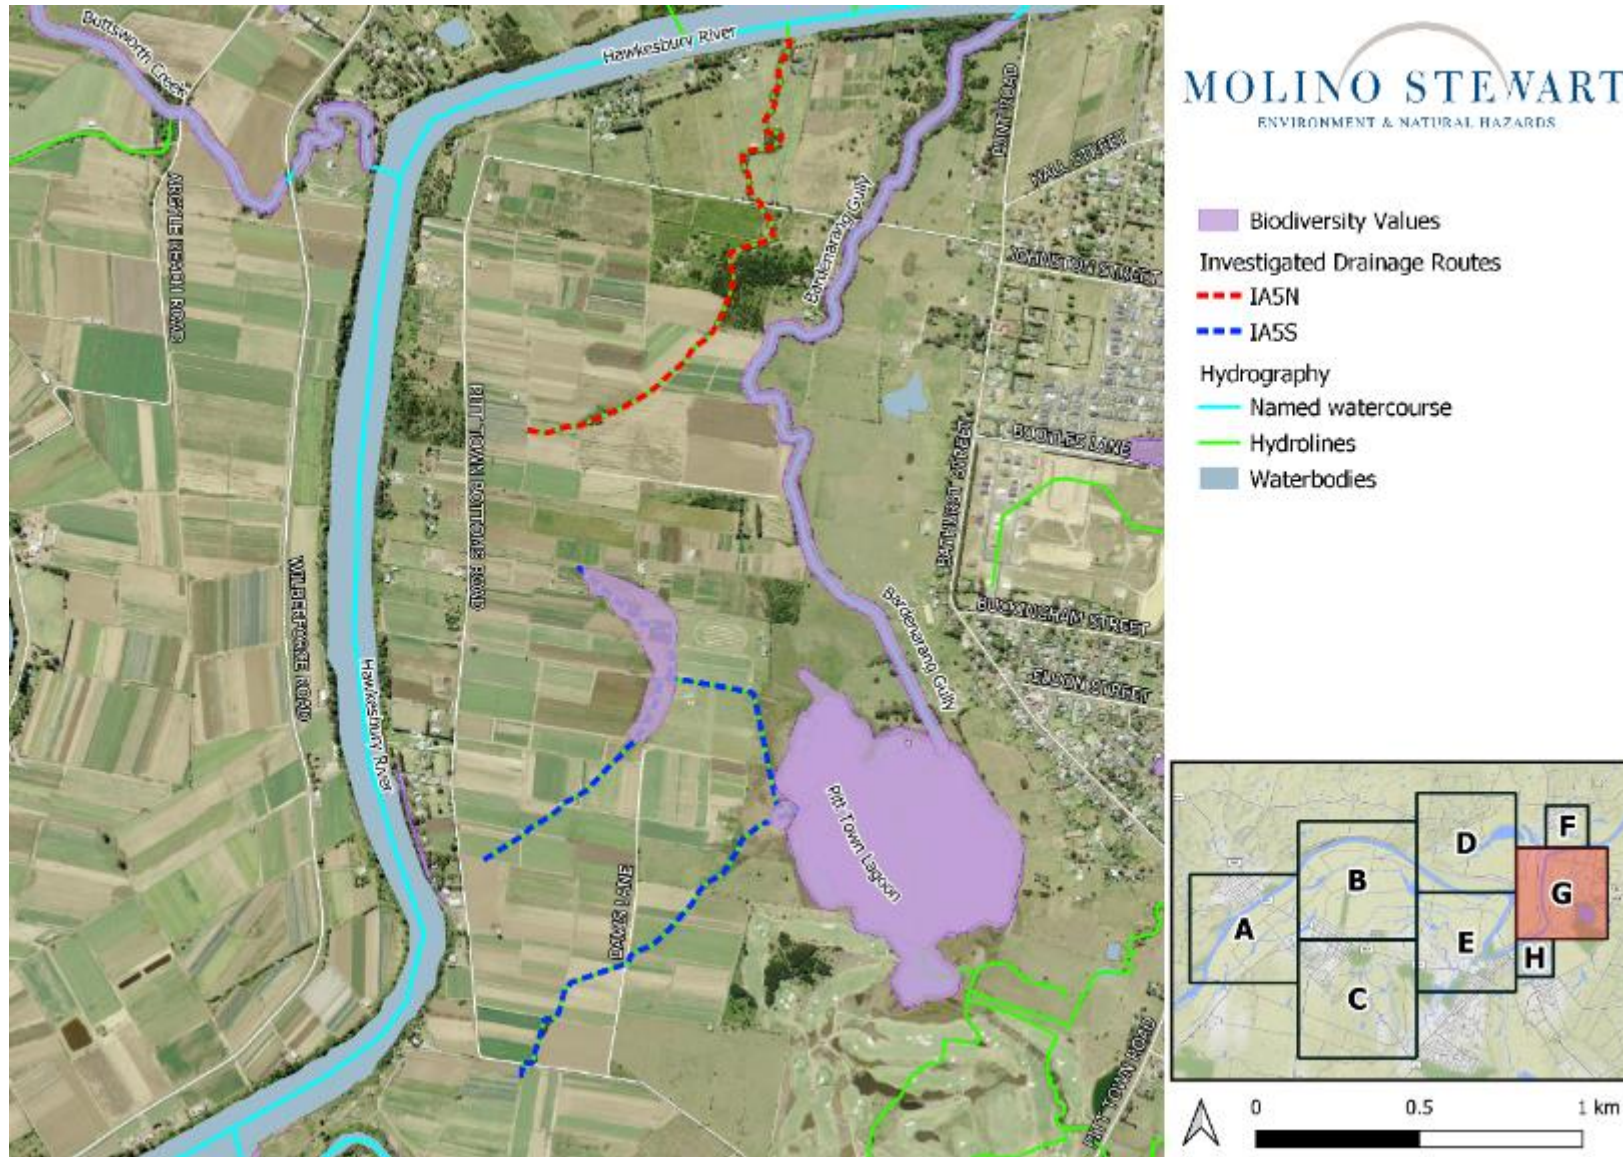 Buttsworth Creek
Hawkesbury River
ARGYLE REACH ROAD
WILBERFORCE ROAD
PITT TOWN BOTTOMS ROAD
Hawkesbury River
Bardenarang Gully
HALL STREET
JOHNSTON STREET
BATHURST STREET
BOOTLES LANE
BUCKINGHAM STREET
ELDON STREET
Bardenarang Gully
Pitt Town Lagoon
DAVIS LANE
PITT TOWN ROAD
MOLINO STEWART
ENVIRONMENT & NATURAL HAZARDS
Biodiversity Values
Investigated Drainage Routes
IA5N
IA5S
Hydrography
Named watercourse
Hydrolines
Waterbodies
A
B
C
D
E
F
G
H
0 0.5 1 km